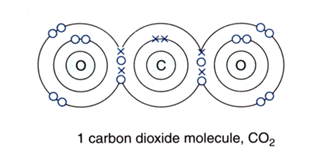 O C O
1 carbon dioxide molecule, CO₂